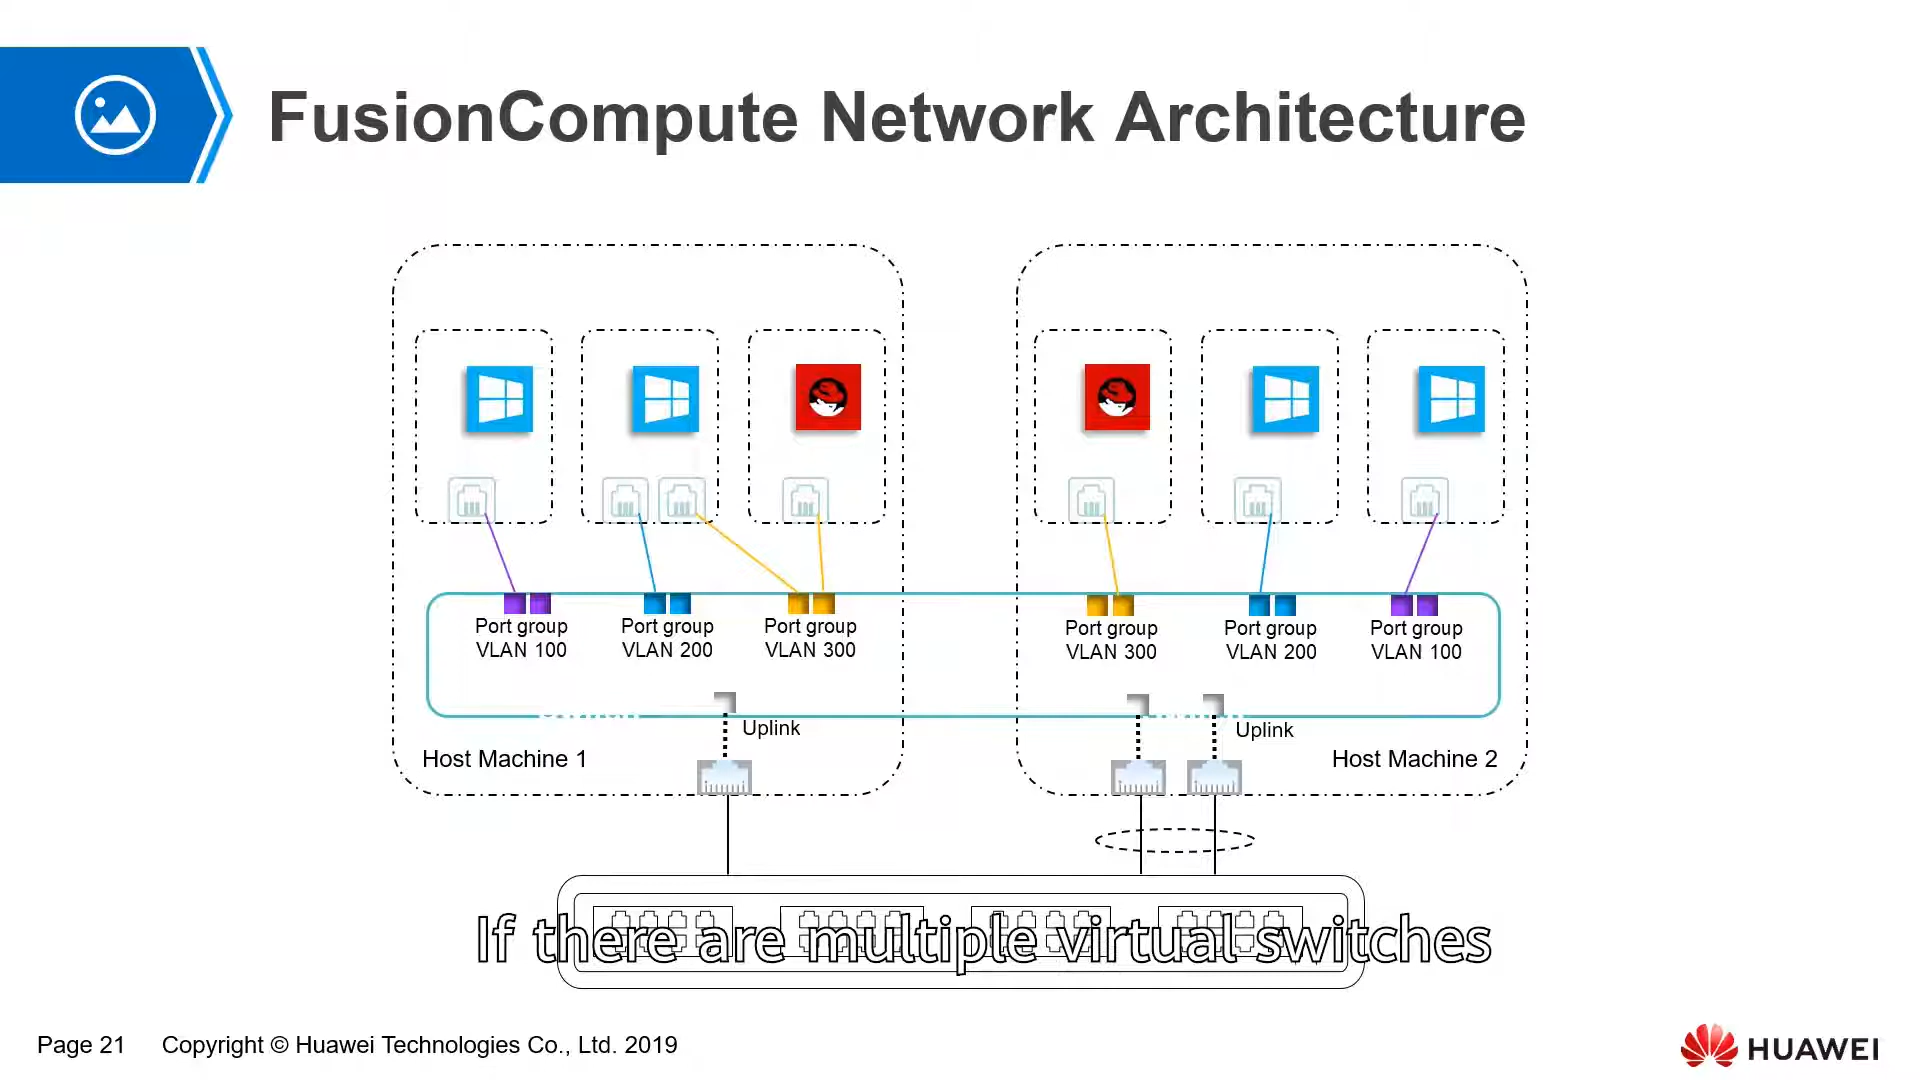 FusionCompute Network Architecture
Port group
VLAN 100
Port group
VLAN 200
Port group
VLAN 300
Port group
VLAN 300
Port group
VLAN 200
Port group
VLAN 100
Uplink
Uplink
Host Machine 1
Host Machine 2
If there are multiple virtual switches
Page 21
Copyright © Huawei Technologies Co., Ltd. 2019
HUAWEI